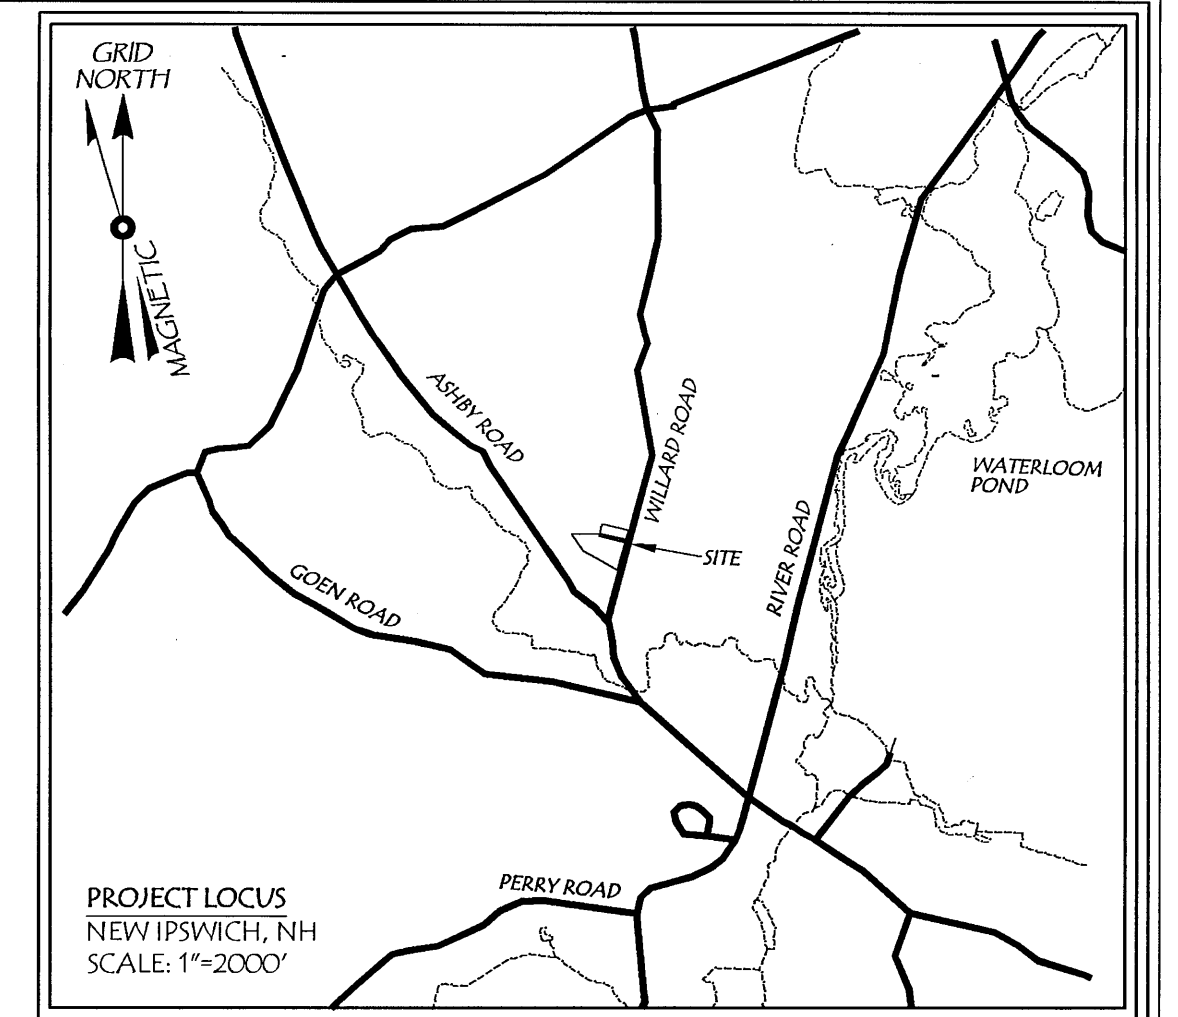 GRID
NORTH
MAGNETIC
ASHBY ROAD
WILLARD ROAD
WATERLOOM
POND
RIVER ROAD
SITE
GOEN ROAD
PERRY ROAD
PROJECT LOCUS
NEW IPSWICH, NH
SCALE: 1"=2000'